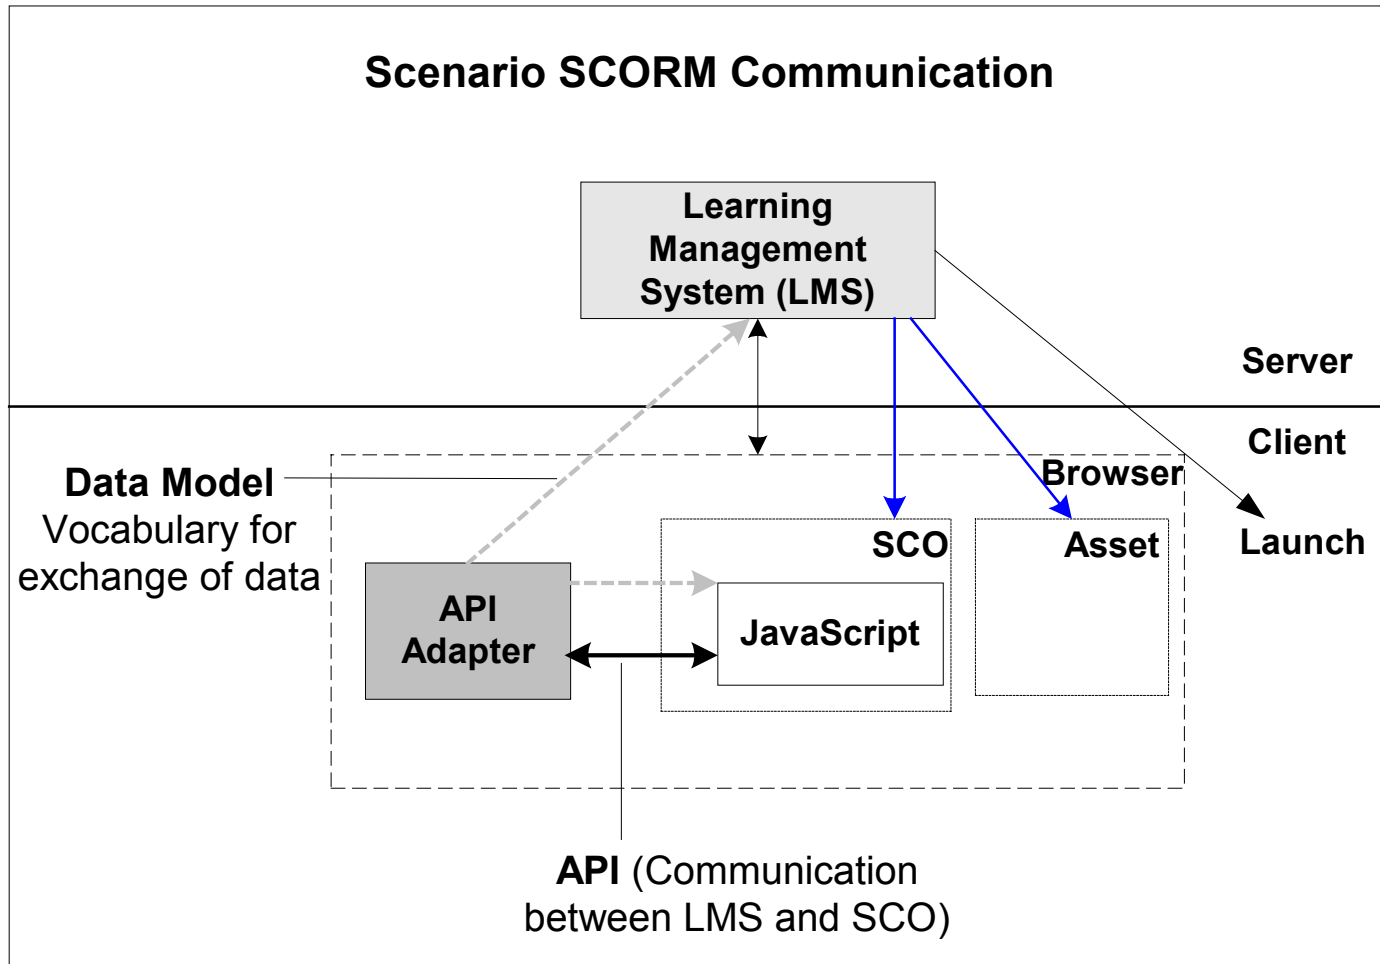 Scenario SCORM Communication
Learning
Management
System (LMS)
Server
Client
Browser
Data Model
Vocabulary for
exchange of data
SCO
Asset
Launch
API
Adapter
JavaScript
API (Communication
between LMS and SCO)